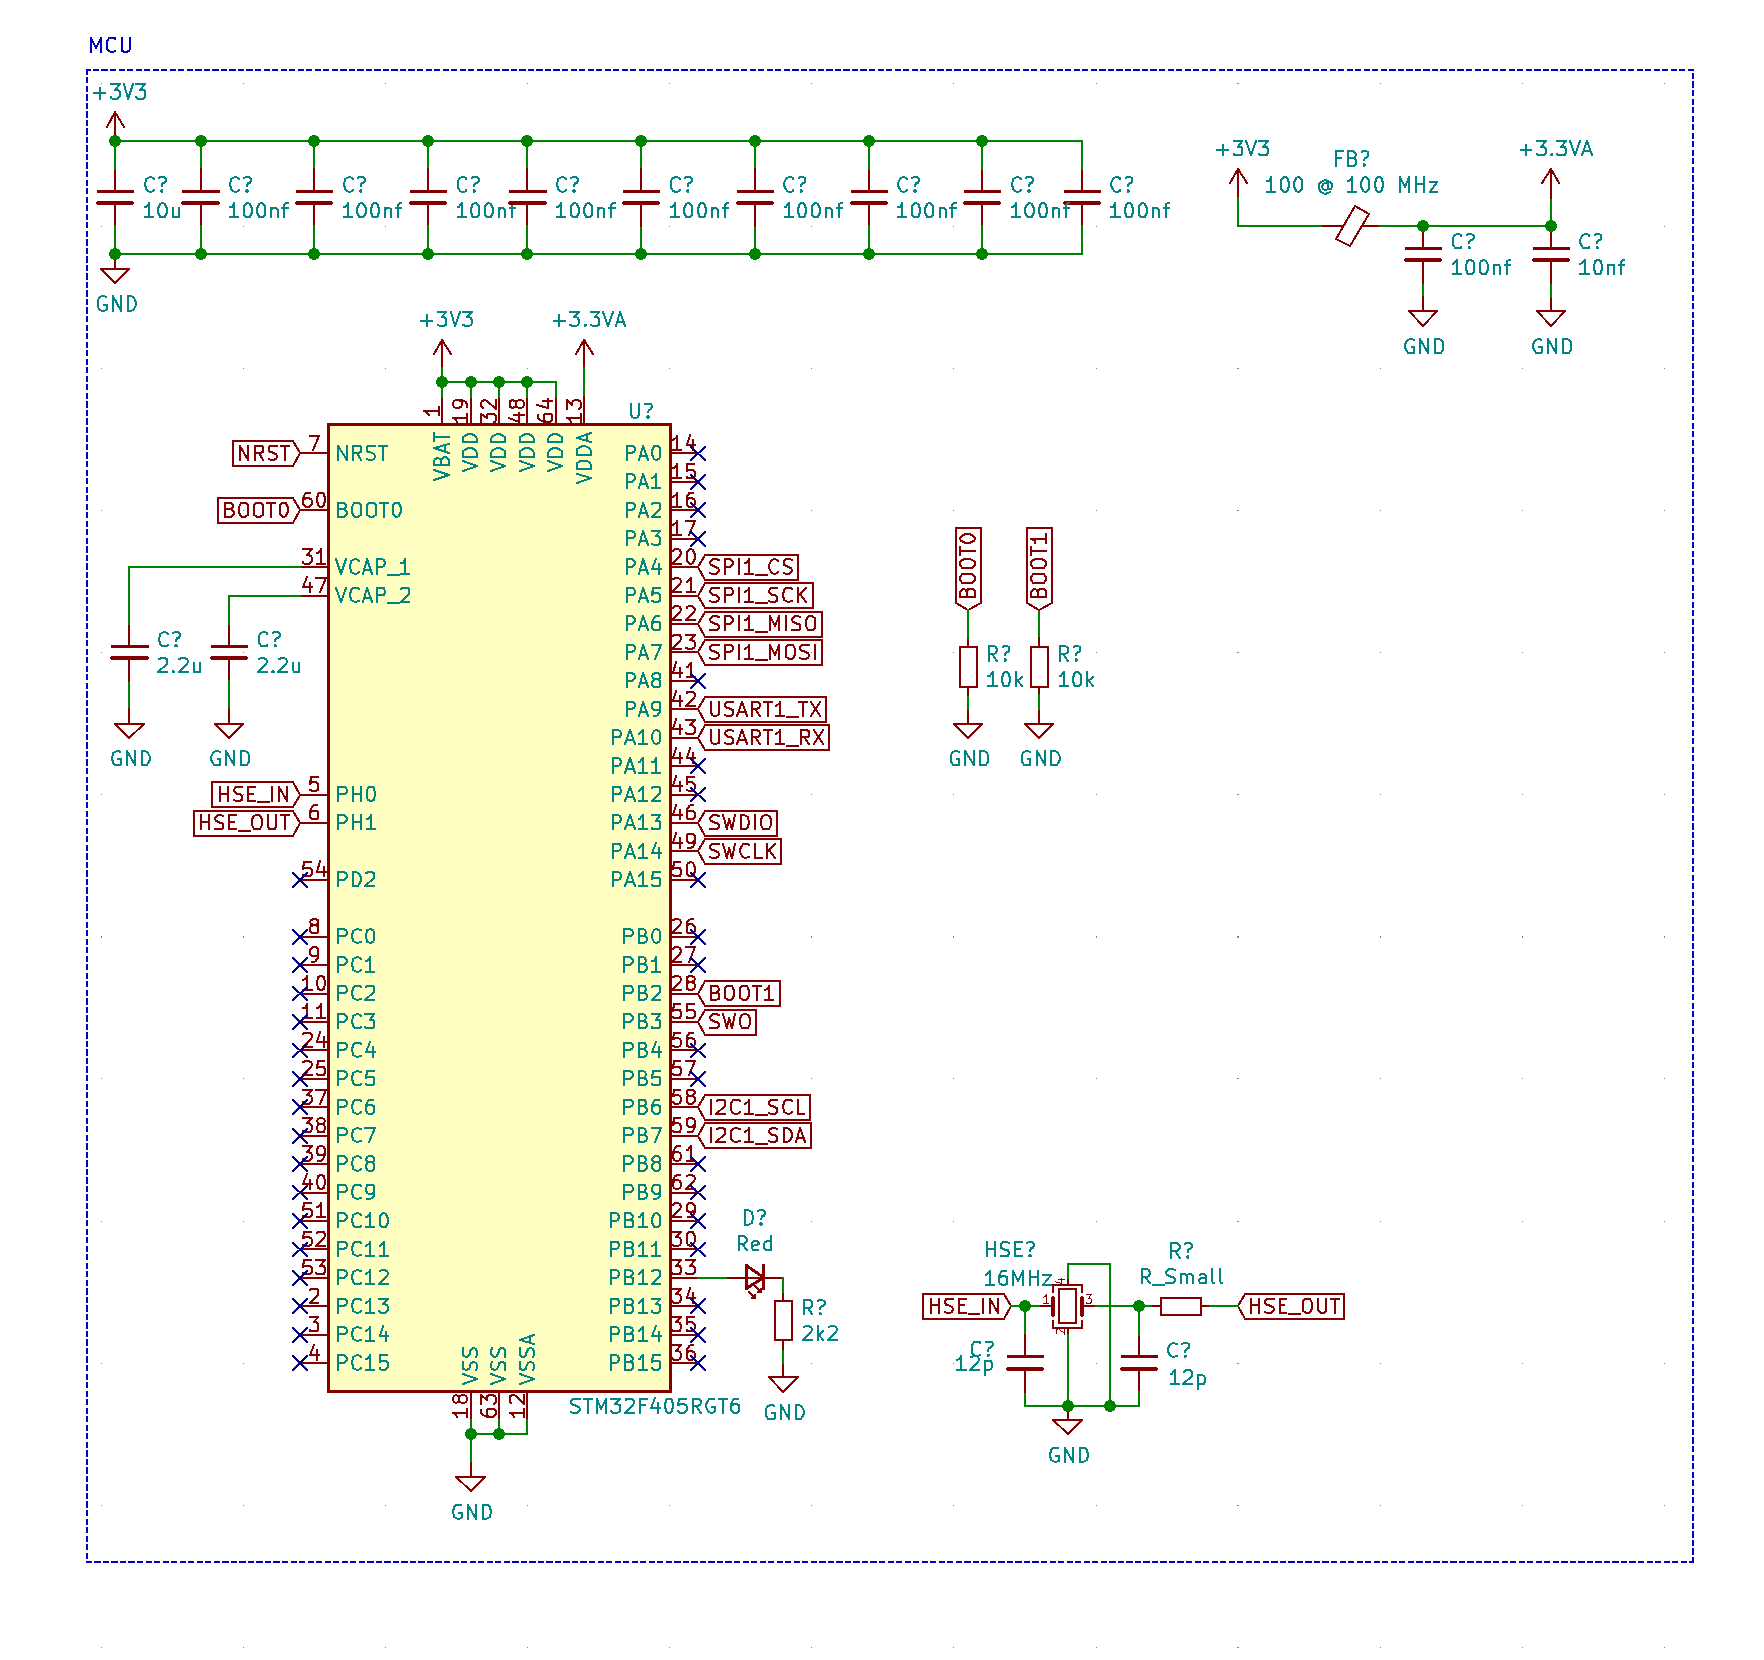 MCU
+3V3
C? C? C? C? C? C? C? C? C? C?
10u 100nf 100nf 100nf 100nf 100nf 100nf 100nf 100nf 100nf
GND
+3V3 FB? +3.3VA
100 @ 100 MHz
C? C?
100nf 10nf
GND GND
+3V3 +3.3VA
1 19 32 48 64 13
U?
VBAT VDD VDD VDD VDD VDDA
NRST 7 NRST
BOOT0 60 BOOT0
31 VCAP_1
47 VCAP_2
C? C?
2.2u 2.2u
GND GND
HSE_IN 5 PH0
HSE_OUT 6 PH1
54 PD2
8 PC0
9 PC1
10 PC2
11 PC3
24 PC4
25 PC5
37 PC6
38 PC7
39 PC8
40 PC9
51 PC10
52 PC11
53 PC12
2 PC13
3 PC14
4 PC15
PA0 14
PA1 15
PA2 16
PA3 17
PA4 20 SPI1_CS
PA5 21 SPI1_SCK
PA6 22 SPI1_MISO
PA7 23 SPI1_MOSI
PA8 41
PA9 42 USART1_TX
PA10 43 USART1_RX
PA11 44
PA12 45
PA13 46 SWDIO
PA14 49 SWCLK
PA15 50
PB0 26
PB1 27
PB2 28 BOOT1
PB3 55 SWO
PB4 56
PB5 57
PB6 58 I2C1_SCL
PB7 59 I2C1_SDA
PB8 61
PB9 62
PB10 29
PB11 30
PB12 33
PB13 34
PB14 35
PB15 36
VSS VSS VSSA
18 63 12
STM32F405RGT6
GND
D?
Red
R?
2k2
GND
BOOT0 BOOT1
R? R?
10k 10k
GND GND
HSE? R?
16MHz R_Small
4
HSE_IN 1 3 HSE_OUT
2
C? C?
12p 12p
GND